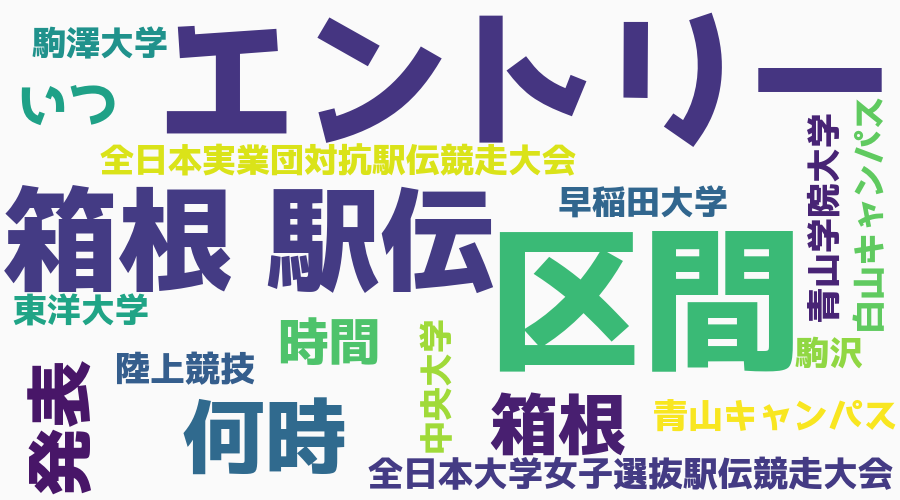 駒澤大学
エントリー
いつ
全日本実業団対抗駅伝競走大会
箱根 駅伝
早稲田大学
区間
青山学院大学
白山キャンパス
東洋大学
時間
中央大学
駒沢
陸上競技
発表
何時
箱根
青山キャンパス
全日本大学女子選抜駅伝競走大会